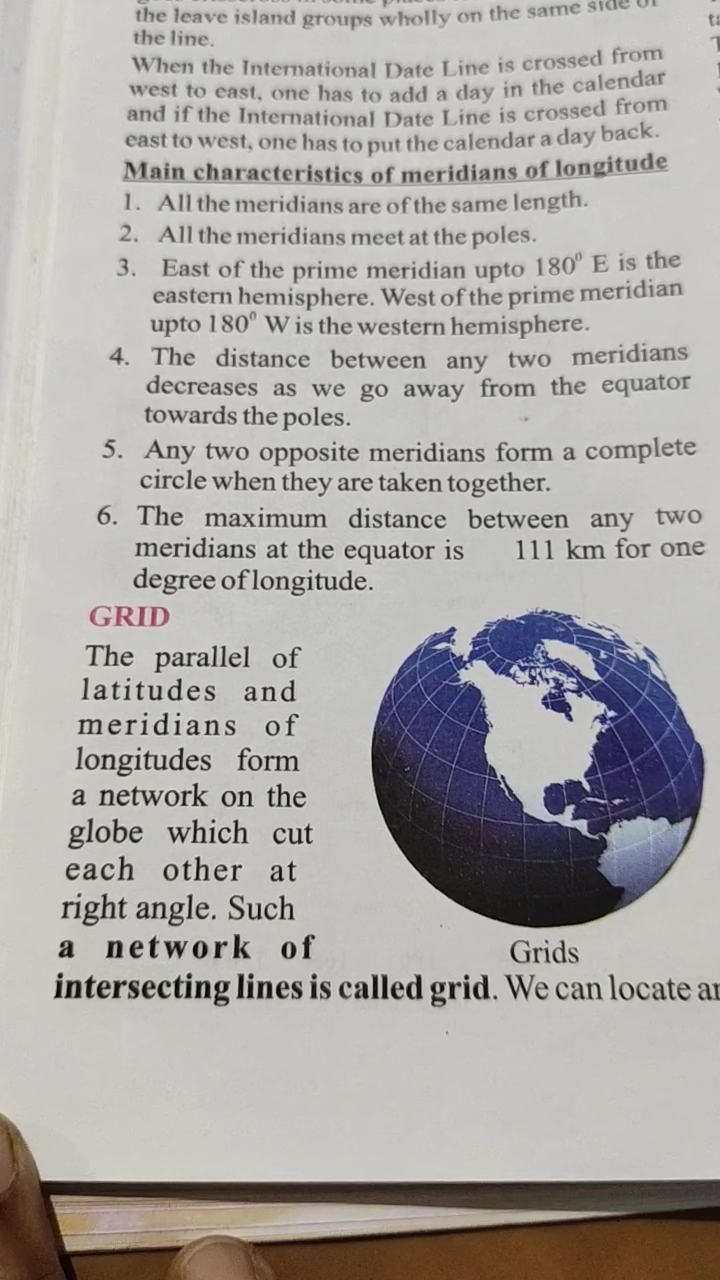 the leave island groups wholly on the same side of
the line.
When the International Date Line is crossed from
west to east, one has to add a day in the calendar
and if the International Date Line is crossed from
east to west, one has to put the calendar a day back.
Main characteristics of meridians of longitude
1. All the meridians are of the same length.
2. All the meridians meet at the poles.
3. East of the prime meridian upto 180⁰ E is the
eastern hemisphere. West of the prime meridian
upto 180⁰ W is the western hemisphere.
4. The distance between any two meridians
decreases as we go away from the equator
towards the poles.
5. Any two opposite meridians form a complete
circle when they are taken together.
6. The maximum distance between any two
meridians at the equator is 111 km for one
degree of longitude.
GRID
The parallel of
latitudes and
meridians of
longitudes form
a network on the
globe which cut
each other at
right angle. Such
a network of
Grids
intersecting lines is called grid. We can locate